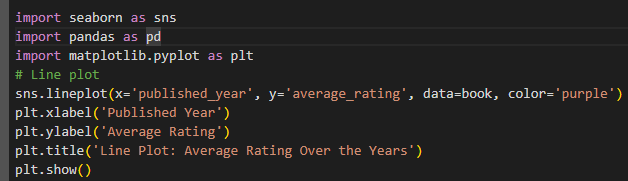 import seaborn as sns
import pandas as pd
import matplotlib.pyplot as plt
# Line plot
sns.lineplot(x='published_year', y='average_rating', data=book, color='purple')
plt.xlabel('Published Year')
plt.ylabel('Average Rating')
plt.title('Line Plot: Average Rating Over the Years')
plt.show()